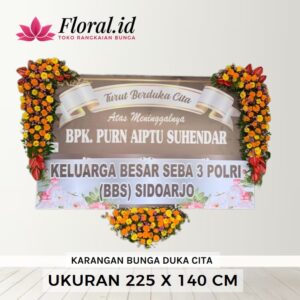 Floral.id
TOKO RANGKAIAN BUNGA
Turut Berduka Cita
Atas Meninggalnya
BPK. PURN AIPTU SUHENDAR
KELUARGA BESAR SEBA 3 POLRI
(BBS) SIDOARJO
KARANGAN BUNGA DUKA CITA
UKURAN 225 X 140 CM